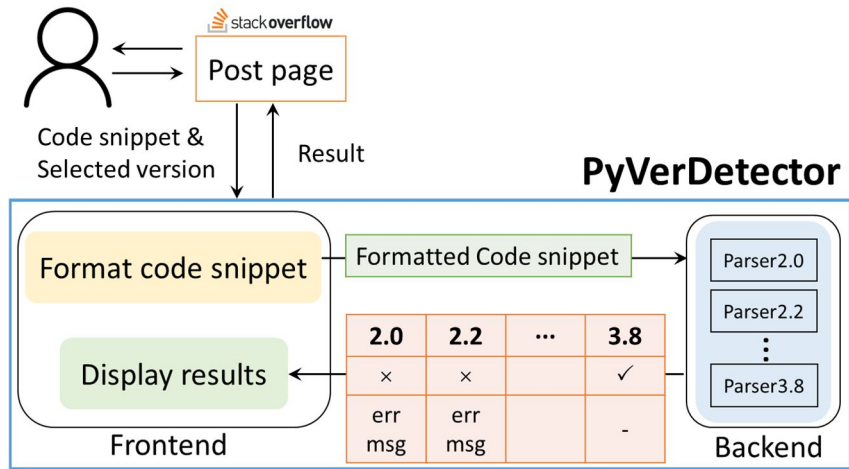 stackoverflow
Post page
Code snippet &
Selected version
Result
PyVerDetector
Format code snippet
Formatted Code snippet
Parser2.0
Parser2.2
Parser3.8
2.0 2.2 ... 3.8
× × ✓
err msg err msg -
Display results
Frontend
Backend